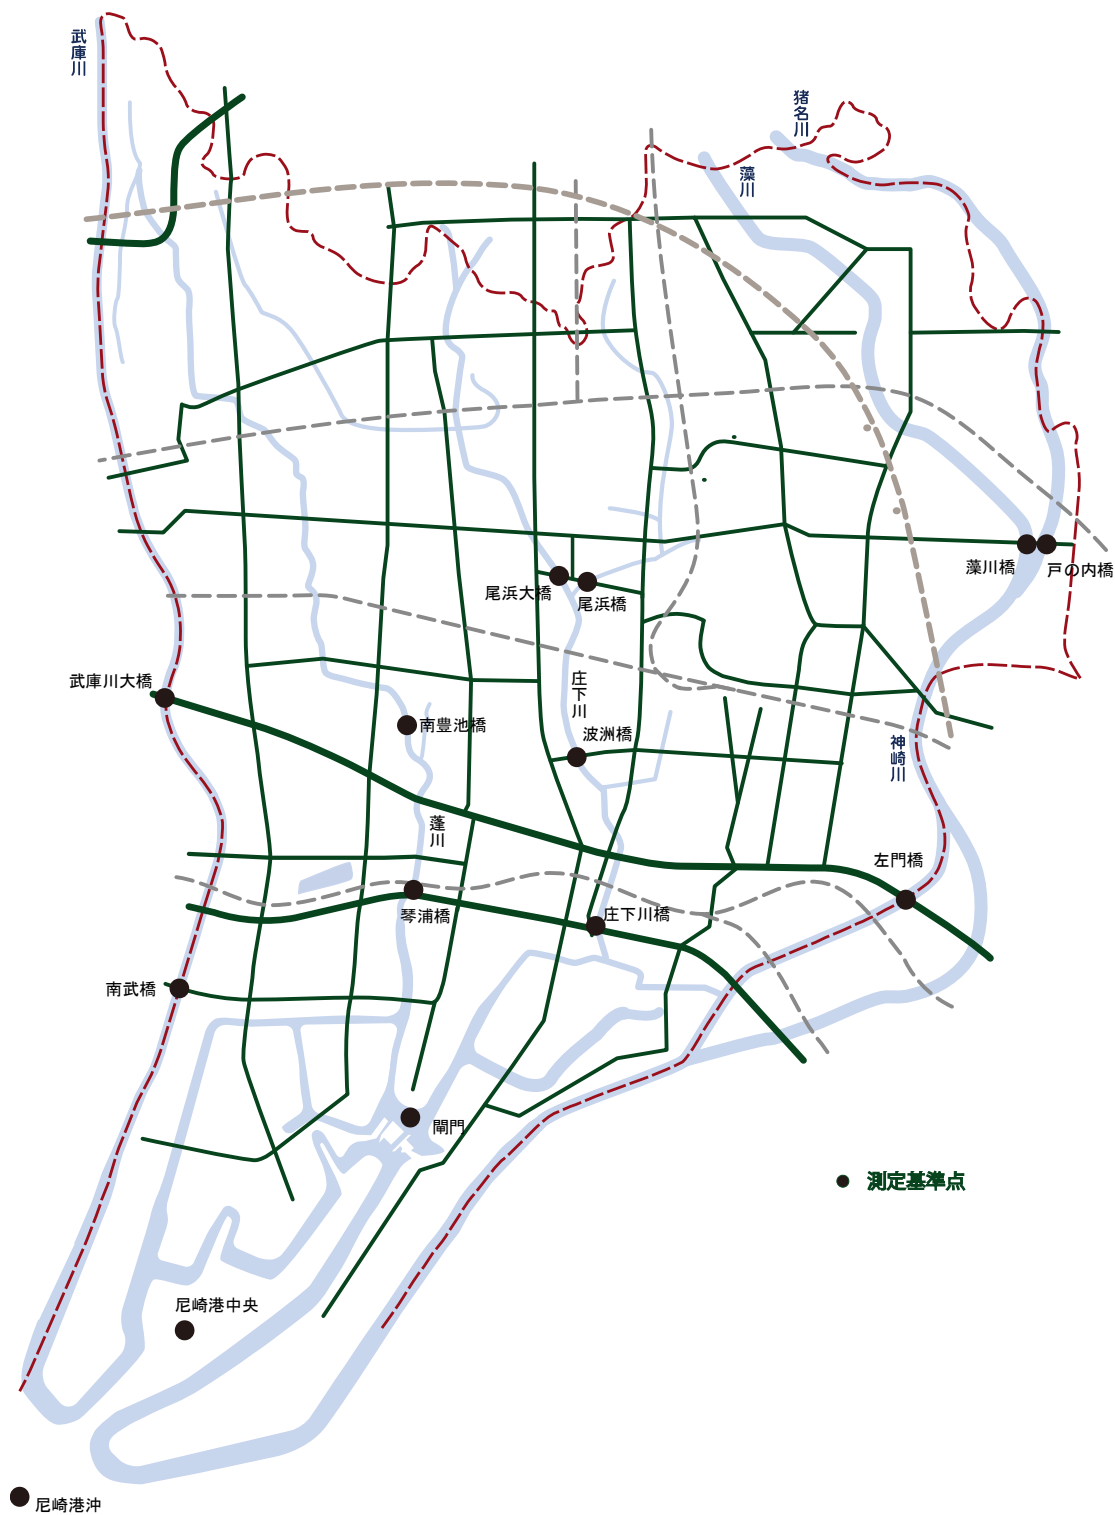 武庫川
猪名川
藻川
藻川橋
戸の内橋
尾浜大橋
尾浜橋
武庫川大橋
庄下川
南豊池橋
波洲橋
神崎川
蓬川
左門橋
琴浦橋
庄下川橋
南武橋
閘門
測定基準点
尼崎港中央
尼崎港沖